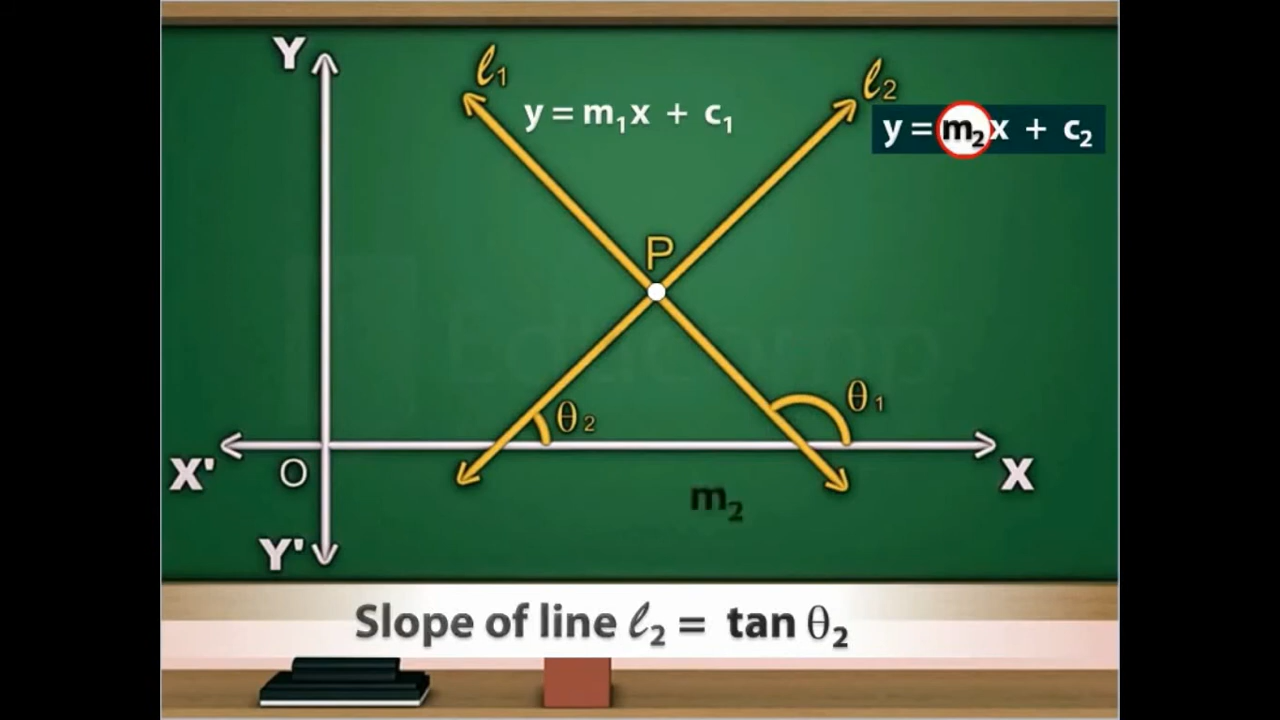 Y
ℓ₁
ℓ₂
y = m₁x + c₁
y = m₂x + c₂
P
θ₂
θ₁
X'
O
X
m₂
Y'
Slope of line ℓ₂ = tan θ₂